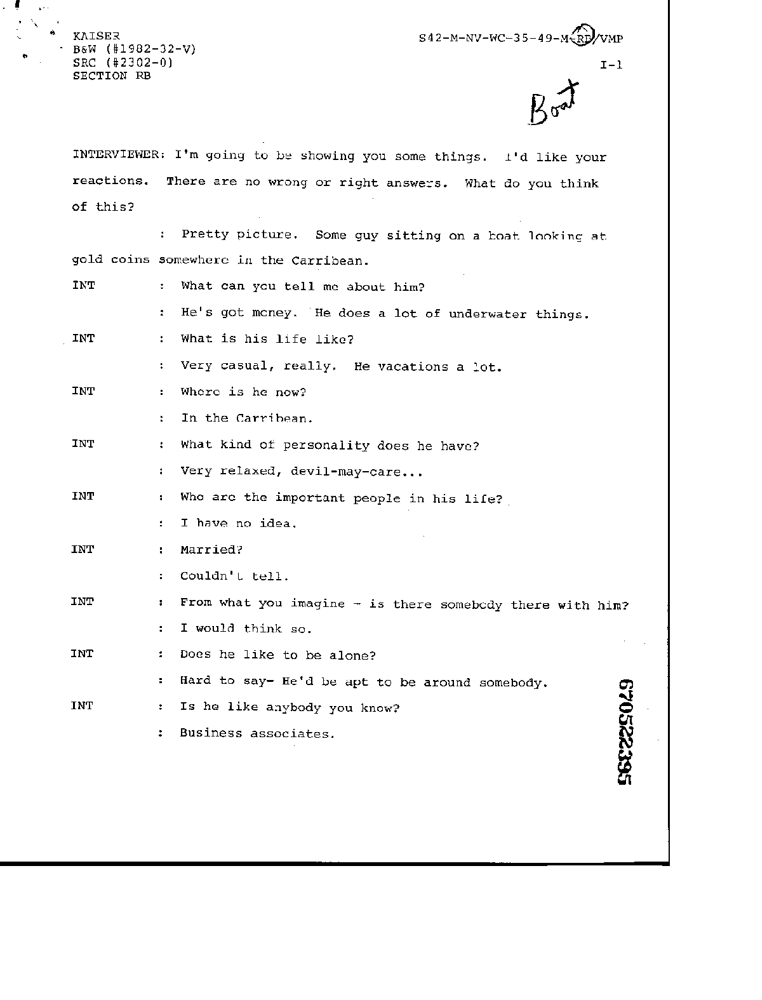 KAISER
B&W (#1982-32-V)
SRC (#2302-0)
SECTION RB
S42-M-NV-WC-35-49-M<RD/VMP
I-1
Boat
INTERVIEWER: I'm going to be showing you some things. I'd like your
reactions. There are no wrong or right answers. What do you think
of this?
: Pretty picture. Some guy sitting on a boat looking at
gold coins somewhere in the Carribean.
INT : What can you tell me about him?
: He's got money. He does a lot of underwater things.
INT : What is his life like?
: Very casual, really. He vacations a lot.
INT : Where is he now?
: In the Carribean.
INT : What kind of personality does he have?
: Very relaxed, devil-may-care...
INT : Who are the important people in his life?
: I have no idea.
INT : Married?
: Couldn't tell.
INT : From what you imagine - is there somebody there with him?
: I would think so.
INT : Does he like to be alone?
: Hard to say- He'd be apt to be around somebody.
INT : Is he like anybody you know?
: Business associates.
670522395